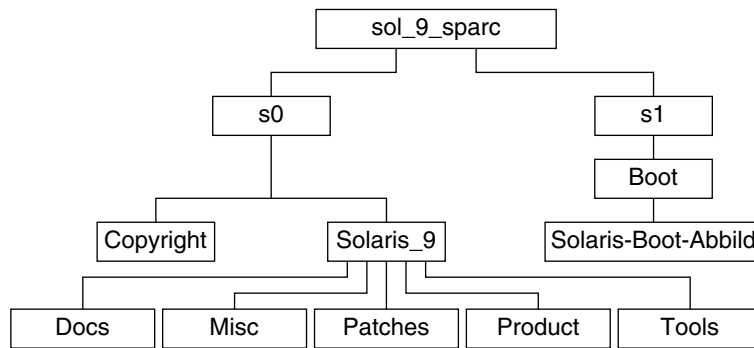 sol_9_sparc
s0
s1
Boot
Copyright
Solaris_9
Solaris-Boot-Abbild
Docs
Misc
Patches
Product
Tools